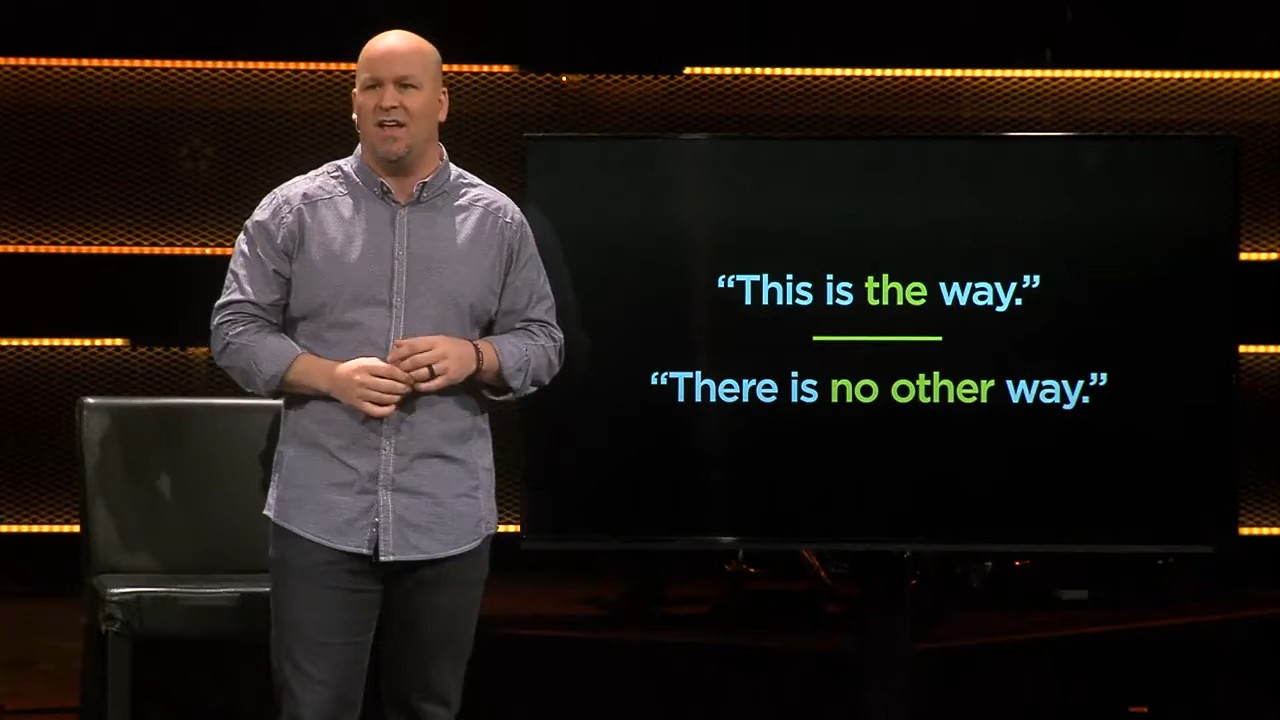 “This is the way.”
“There is no other way.”